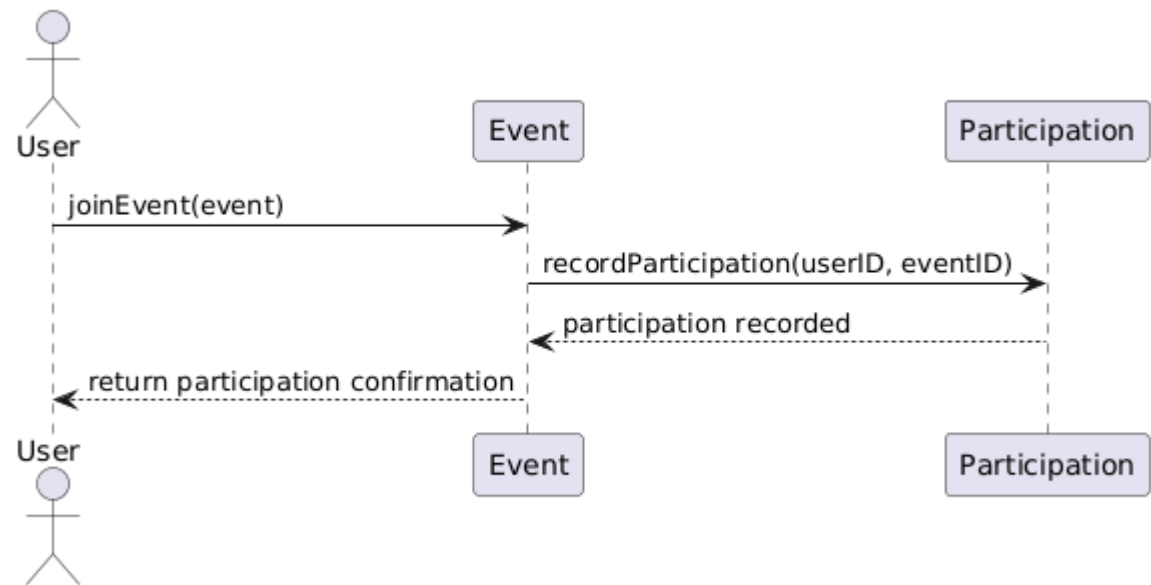 User
Event
Participation
joinEvent(event)
recordParticipation(userID, eventID)
participation recorded
return participation confirmation
User
Event
Participation